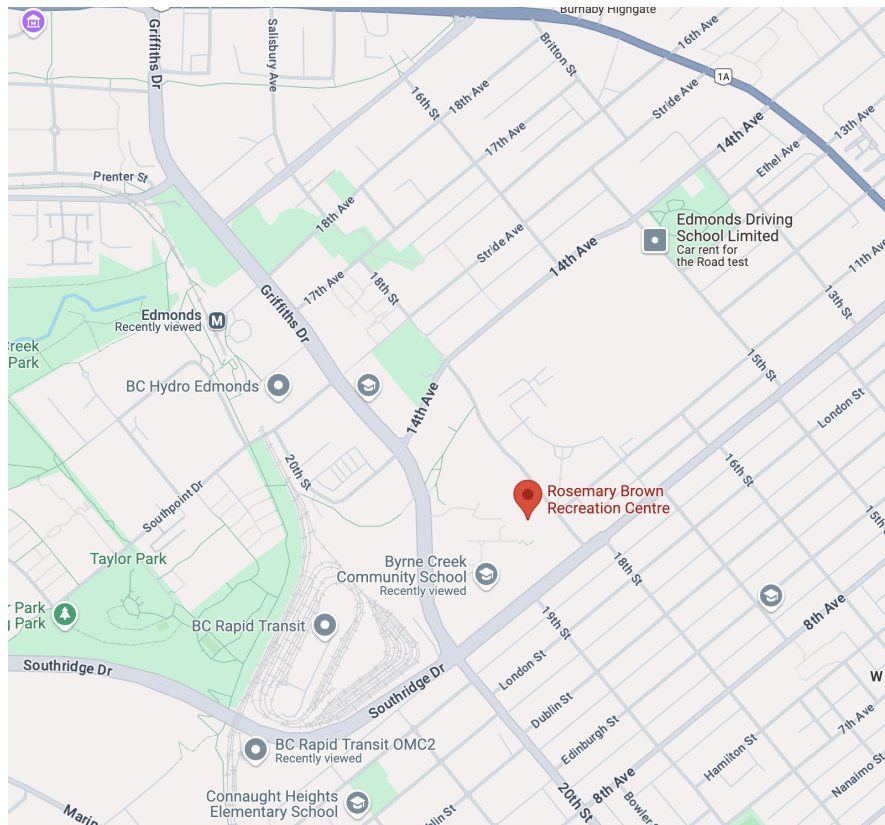 Burnaby Highgate
Griffiths Dr
Salisbury Ave
Britton St
16th Ave
1A
16th St
18th Ave
Stride Ave
17th Ave
14th Ave
13th Ave
Ethel Ave
Prenter St
18th Ave
Stride Ave
14th Ave
Edmonds Driving
School Limited
Car rent for
the Road test
11th Ave
13th St
17th Ave
18th St
Griffiths Dr
Edmonds
Recently viewed
M
Creek
Park
BC Hydro Edmonds
14th Ave
15th St
London St
20th St
16th St
15th
Southpoint Dr
Rosemary Brown
Recreation Centre
Taylor Park
Byrne Creek
Community School
Recently viewed
18th St
r Park
g Park
BC Rapid Transit
19th St
8th Ave
Southridge Dr
Southridge Dr
London St
W
Dublin St
7th Ave
Edinburgh St
Hamilton St
Nanaimo St
BC Rapid Transit OMC2
Recently viewed
Connaught Heights
Elementary School
20th St
8th Ave
Bowler
Marin
blin St